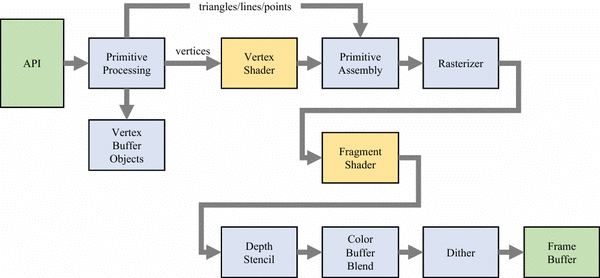 triangles/lines/points
API
Primitive
Processing
vertices
Vertex
Shader
Primitive
Assembly
Rasterizer
Vertex
Buffer
Objects
Fragment
Shader
Depth
Stencil
Color
Buffer
Blend
Dither
Frame
Buffer